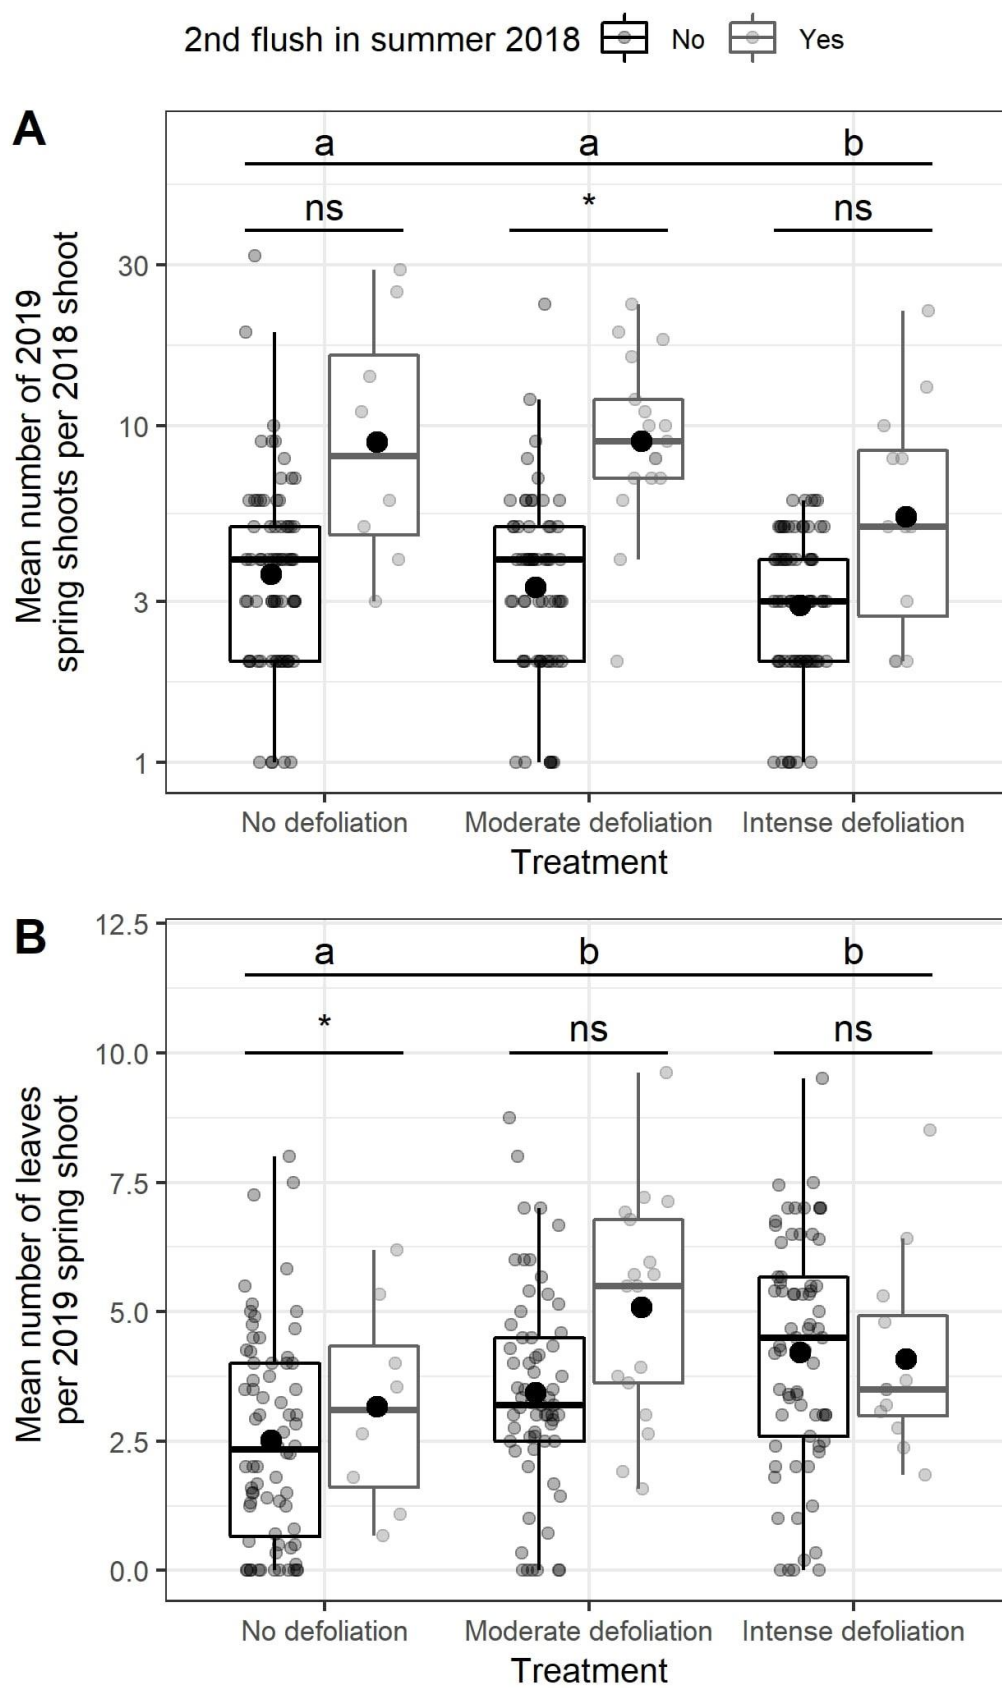 2nd flush in summer 2018 No Yes
A
a a b
ns * ns
Mean number of 2019
spring shoots per 2018 shoot
30
10
3
1
No defoliation Moderate defoliation Intense defoliation
Treatment
B
a b b
* ns ns
Mean number of leaves
per 2019 spring shoot
12.5
10.0
7.5
5.0
2.5
0.0
No defoliation Moderate defoliation Intense defoliation
Treatment